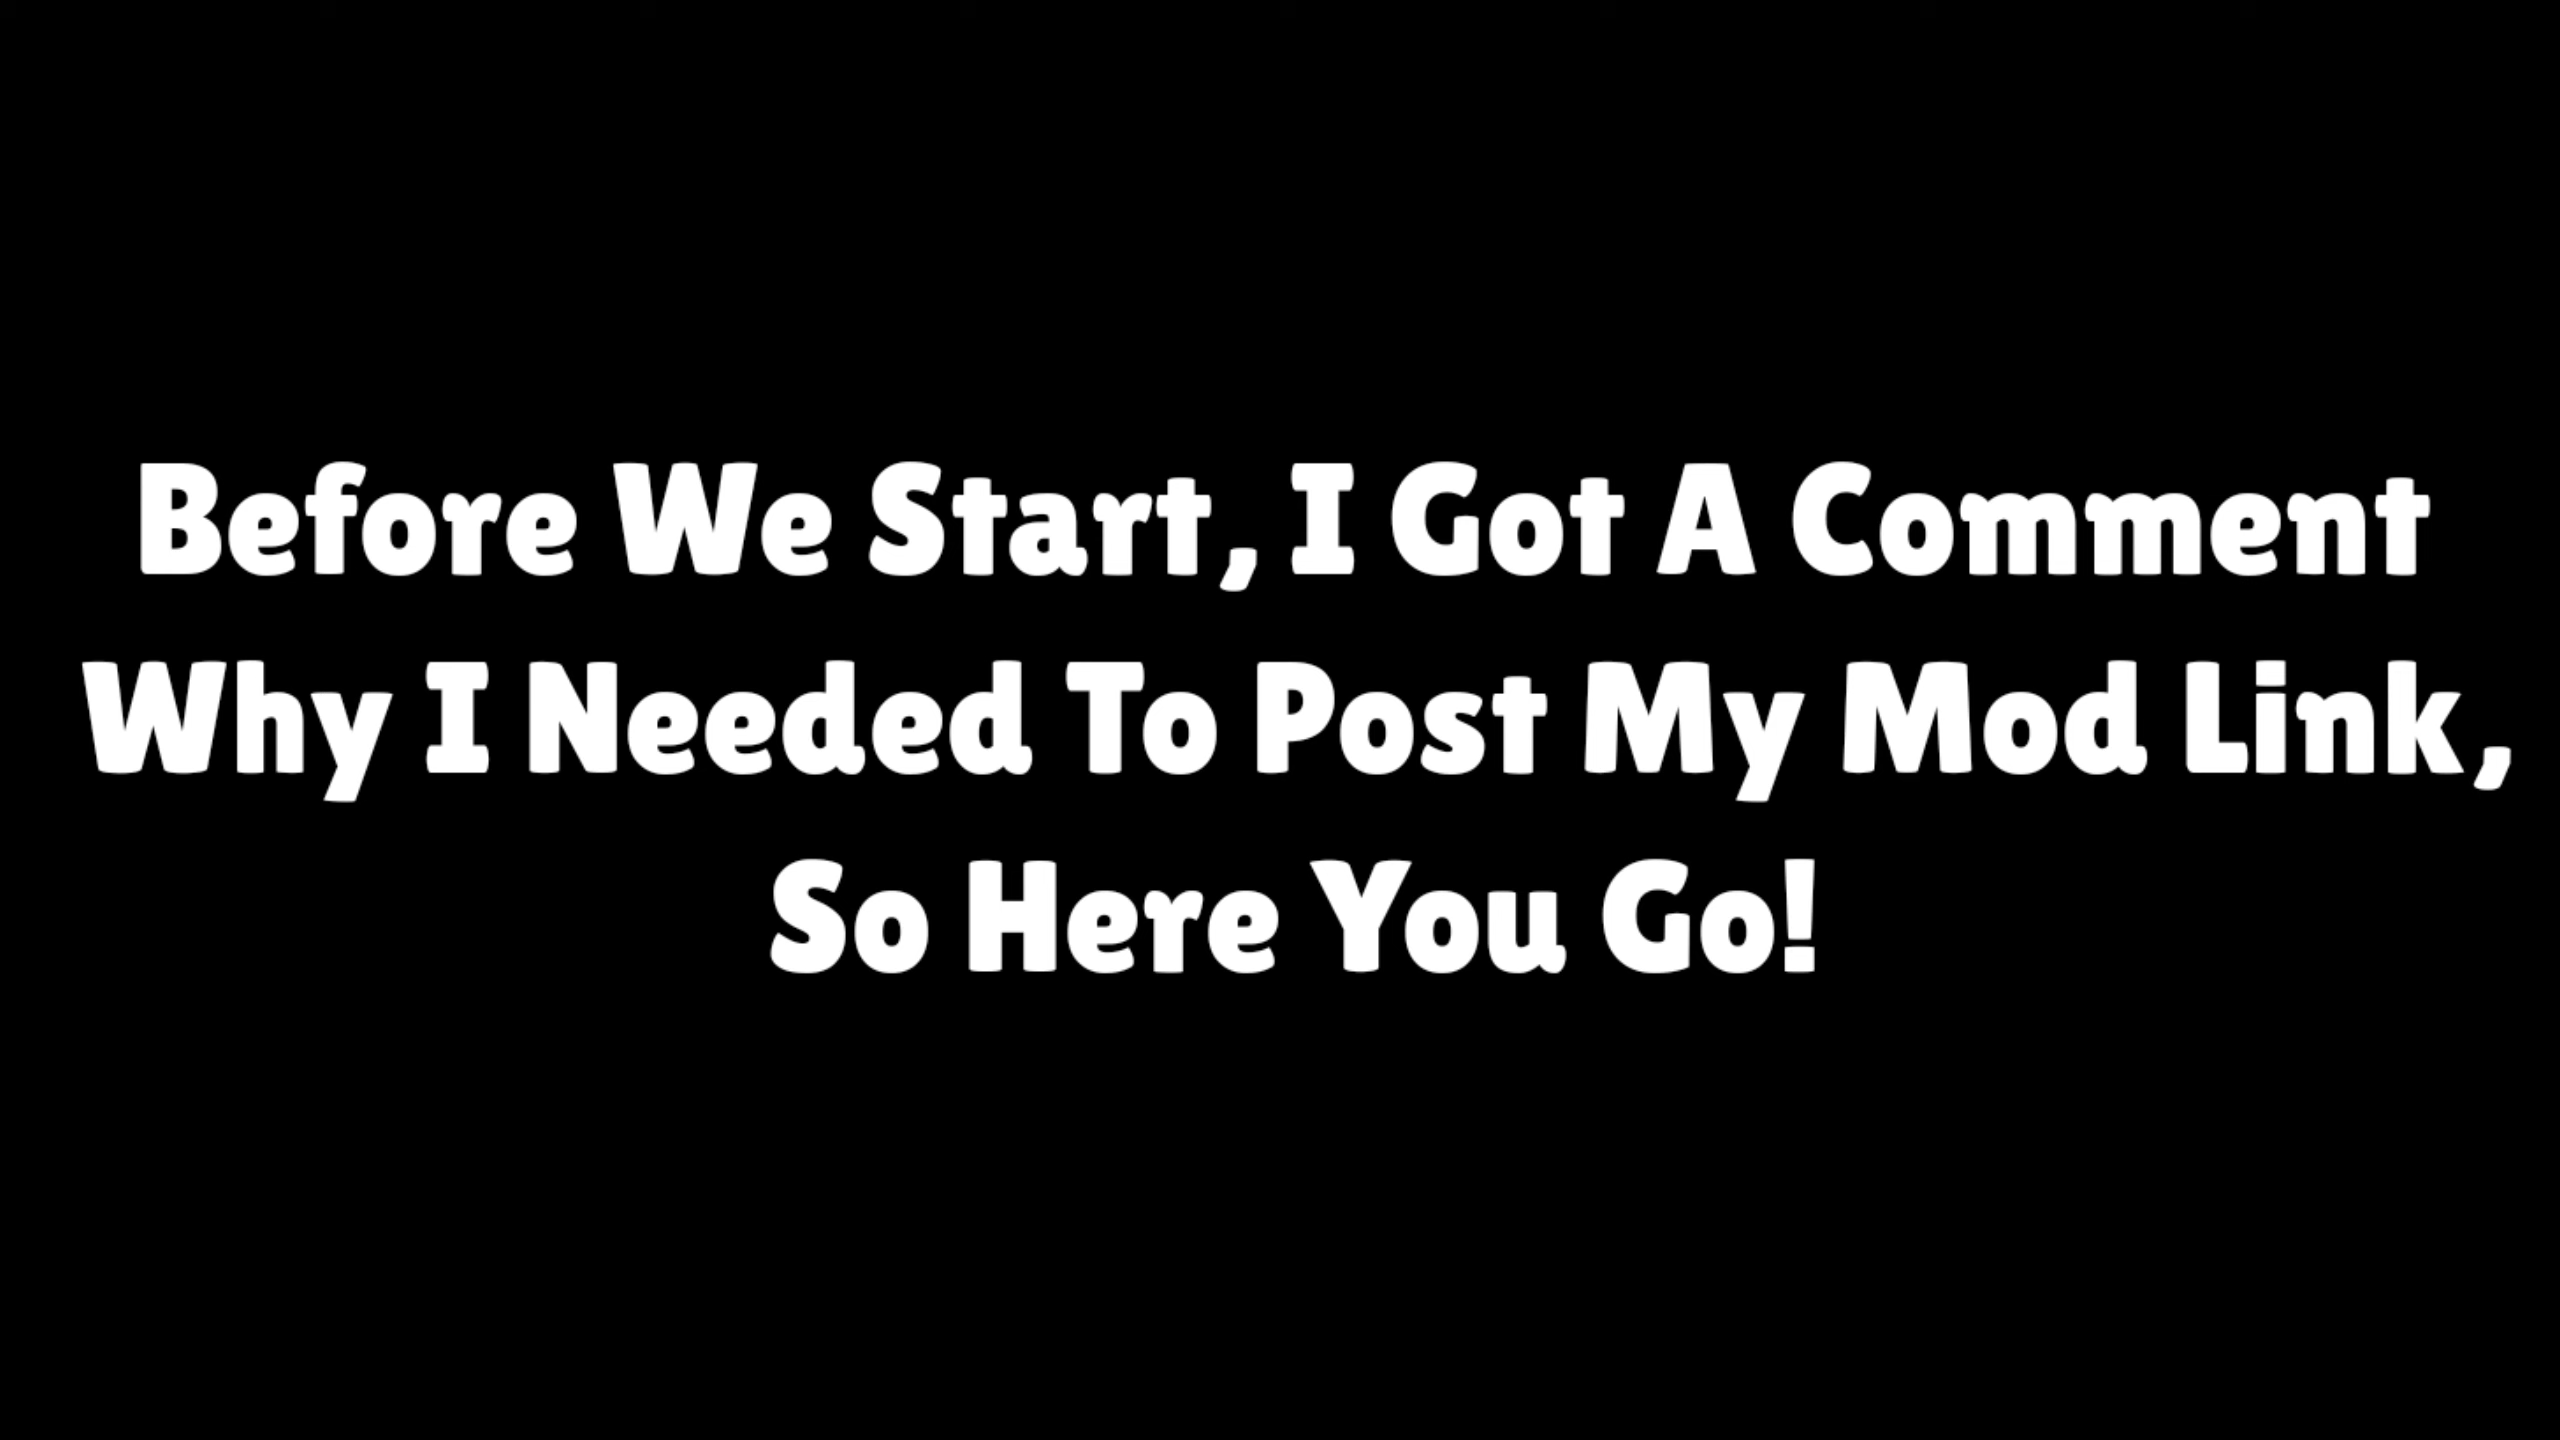 Before We Start, I Got A Comment
Why I Needed To Post My Mod Link,
So Here You Go!